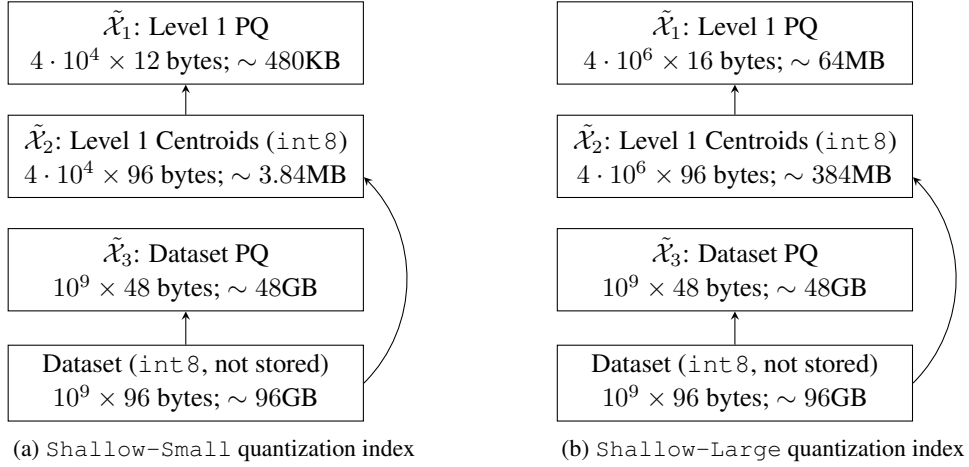 𝒳̃₁: Level 1 PQ
4 · 10⁴ × 12 bytes; ∼ 480KB
𝒳̃₂: Level 1 Centroids (int8)
4 · 10⁴ × 96 bytes; ∼ 3.84MB
𝒳̃₃: Dataset PQ
10⁹ × 48 bytes; ∼ 48GB
Dataset (int8, not stored)
10⁹ × 96 bytes; ∼ 96GB
(a) Shallow-Small quantization index
𝒳̃₁: Level 1 PQ
4 · 10⁶ × 16 bytes; ∼ 64MB
𝒳̃₂: Level 1 Centroids (int8)
4 · 10⁶ × 96 bytes; ∼ 384MB
𝒳̃₃: Dataset PQ
10⁹ × 48 bytes; ∼ 48GB
Dataset (int8, not stored)
10⁹ × 96 bytes; ∼ 96GB
(b) Shallow-Large quantization index